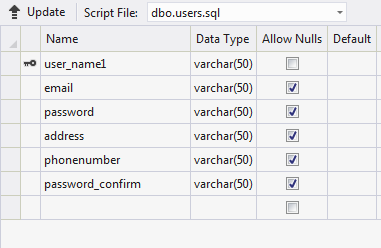 Update Script File: dbo.users.sql
Name Data Type Allow Nulls Default
user_name1 varchar(50)
email varchar(50)
password varchar(50)
address varchar(50)
phonenumber varchar(50)
password_confirm varchar(50)